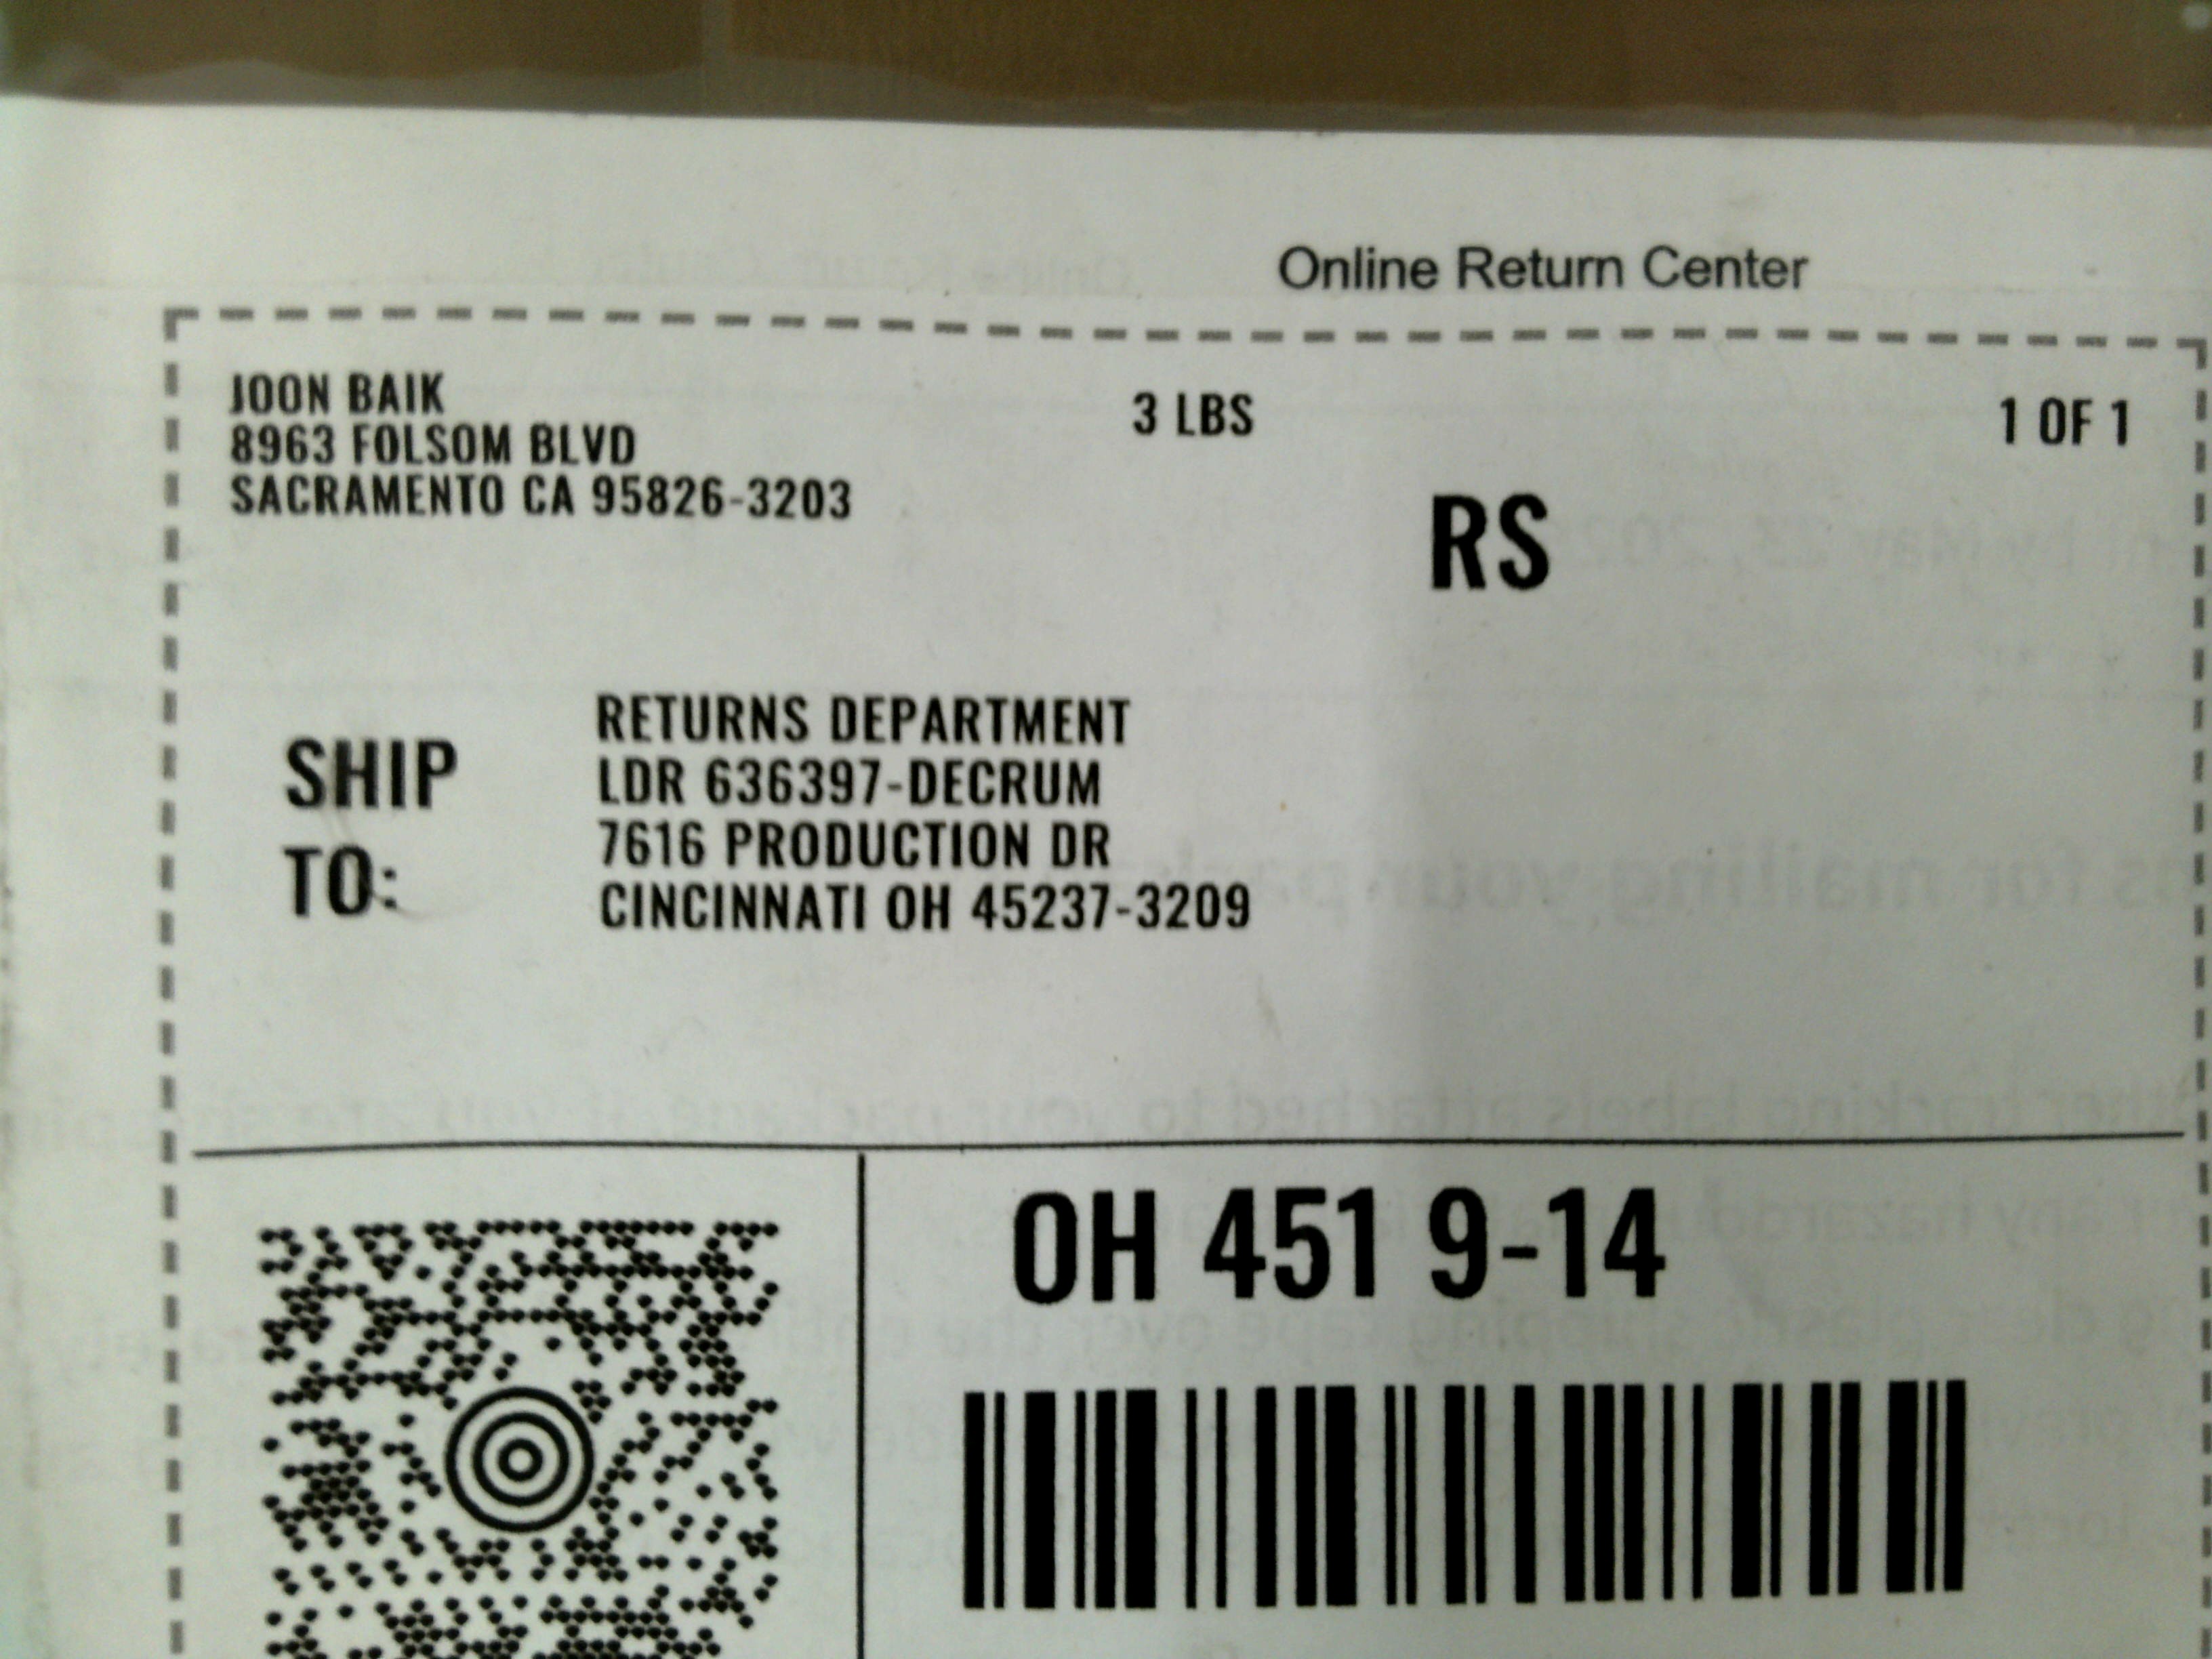 Online Return Center
JOON BAIK
8963 FOLSOM BLVD
SACRAMENTO CA 95826-3203
3 LBS
1 OF 1
RS
SHIP
TO:
RETURNS DEPARTMENT
LDR 636397-DECRUM
7616 PRODUCTION DR
CINCINNATI OH 45237-3209
OH 451 9-14